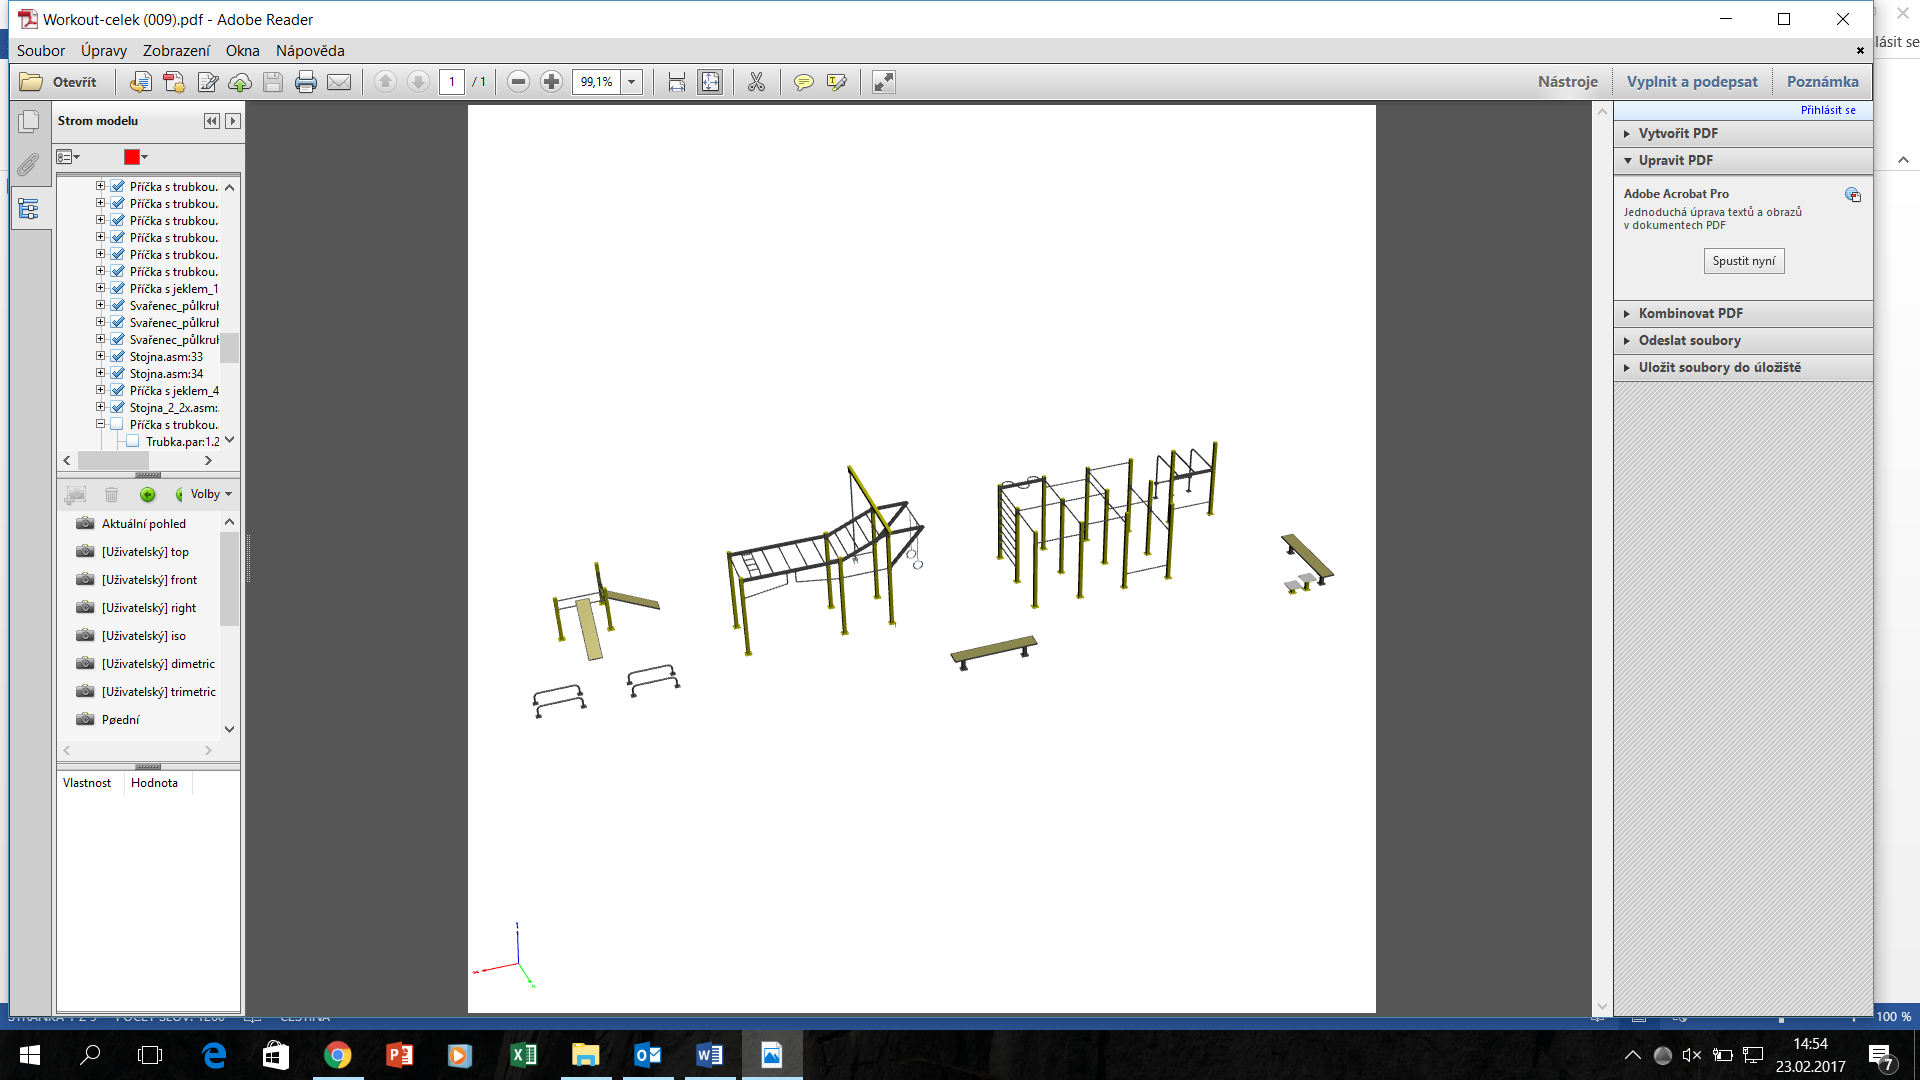 Workout-celek (009).pdf - Adobe Reader
Soubor Úpravy Zobrazení Okna Nápověda
lásit se
Otevřít 1 / 1 99,1% Nástroje Vyplnit a podepsat Poznámka
Přihlásit se
Strom modelu
Příčka s trubkou.
Příčka s trubkou.
Příčka s trubkou.
Příčka s trubkou.
Příčka s trubkou.
Příčka s trubkou.
Příčka s jeklem_1
Svařenec_půlkruh
Svařenec_půlkruh
Svařenec_půlkruh
Stojna.asm:33
Stojna.asm:34
Příčka s jeklem_4
Stojna_2_2x.asm:
Příčka s trubkou.
Trubka.par:1.2
Volby
Aktuální pohled
[Uživatelský] top
[Uživatelský] front
[Uživatelský] right
[Uživatelský] iso
[Uživatelský] dimetric
[Uživatelský] trimetric
Pøední
Vlastnost Hodnota
Vytvořit PDF
Upravit PDF
Adobe Acrobat Pro
Jednoduchá úprava textů a obrazů
v dokumentech PDF
Spustit nyní
Kombinovat PDF
Odeslat soubory
Uložit soubory do úložiště
100 %
14:54
23.02.2017
7